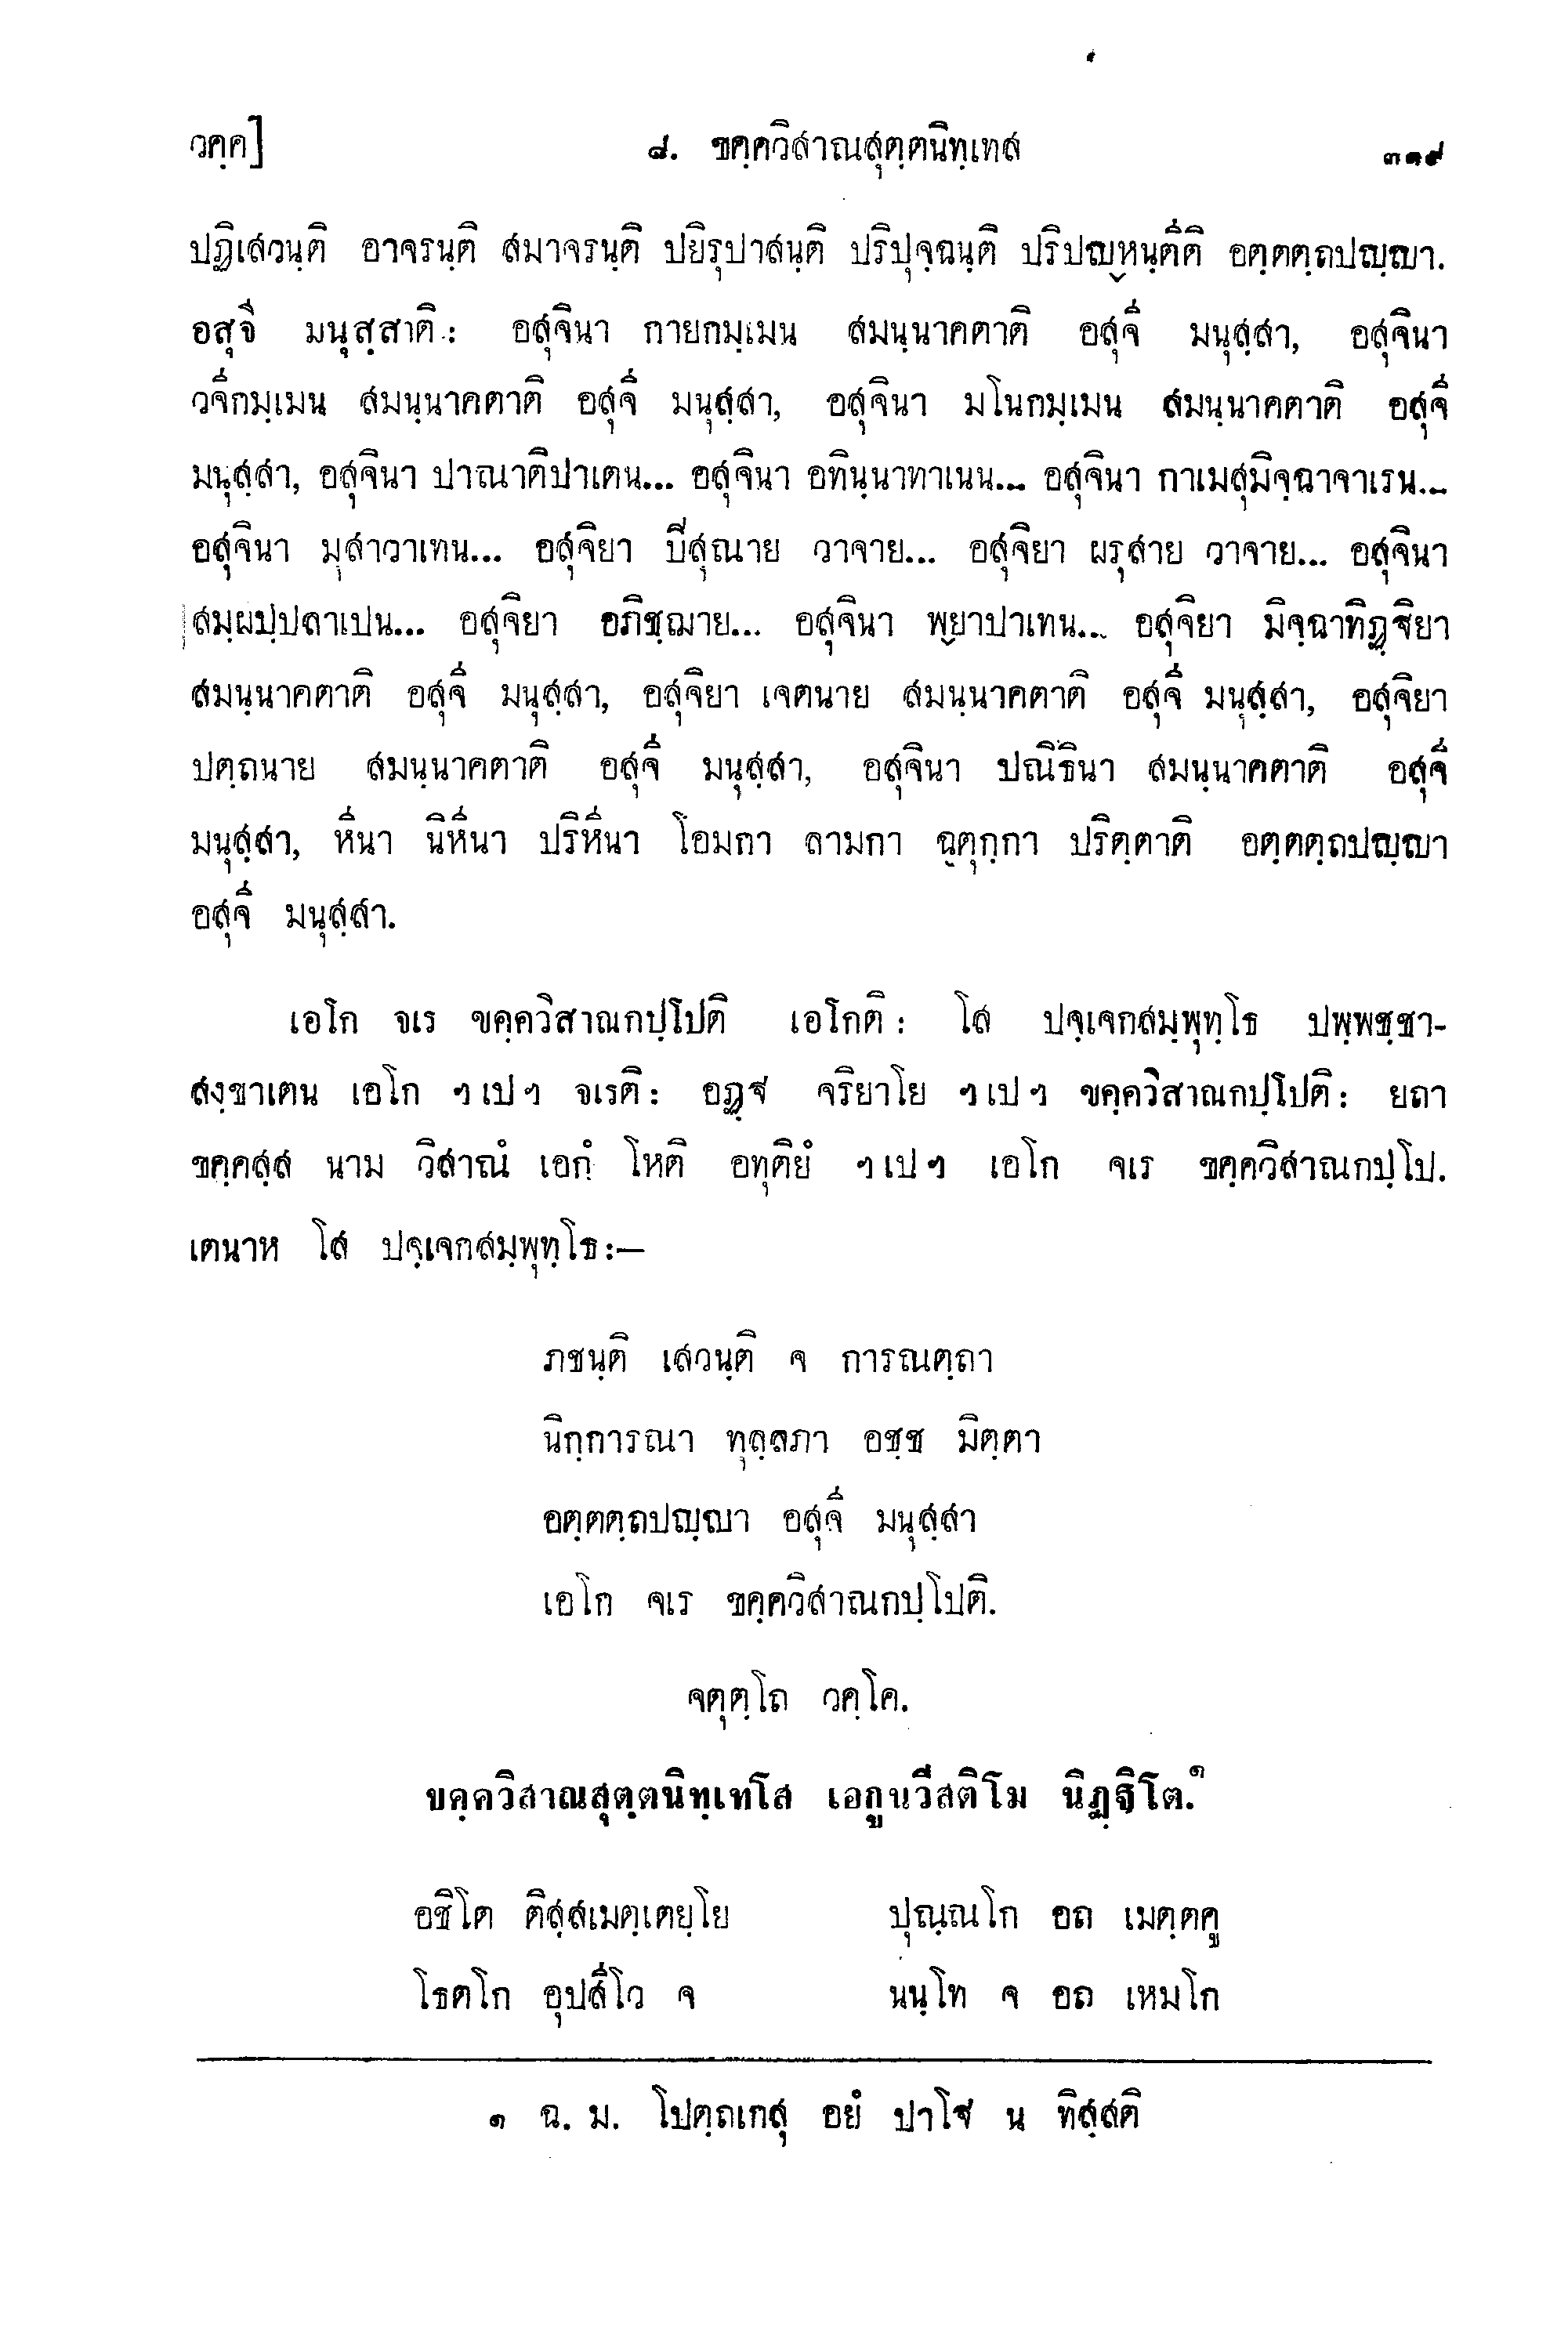 วคฺค]
๘. ขคฺควิสาณสุตฺตนิทฺเทส
๓๑๙
ปฏิเสวนฺติ อาจรนฺติ สมาจรนฺติ ปยิรุปาสนฺติ ปริปุจฺฉนฺติ ปริปญฺหนฺตีติ อตฺตตฺถปญฺญา.
อสุจี มนุสฺสาติ: อสุจินา กายกมฺเมน สมนฺนาคตาติ อสุจี มนุสฺสา, อสุจินา
วจีกมฺเมน สมนฺนาคตาติ อสุจี มนุสฺสา, อสุจินา มโนกมฺเมน สมนฺนาคตาติ อสุจี
มนุสฺสา, อสุจินา ปาณาติปาเตน... อสุจินา อทินฺนาทาเนน... อสุจินา กาเมสุมิจฺฉาจาเรน...
อสุจินา มุสาวาเทน... อสุจิยา ปีสุณาย วาจาย... อสุจิยา ผรุสาย วาจาย... อสุจินา
สมฺผปฺปลาเปน... อสุจิยา อภิชฺฌาย... อสุจินา พฺยาปาเทน... อสุจิยา มิจฺฉาทิฏฺฐิยา
สมนฺนาคตาติ อสุจี มนุสฺสา, อสุจิยา เจตนาย สมนฺนาคตาติ อสุจี มนุสฺสา, อสุจิยา
ปตฺถนาย สมนฺนาคตาติ อสุจี มนุสฺสา, อสุจินา ปณิธินา สมนฺนาคตาติ อสุจี
มนุสฺสา, หีนา นิหีนา ปริหีนา โอมกา ลามกา ฉตุกฺกา ปริตฺตาติ อตฺตตฺถปญฺญา
อสุจี มนุสฺสา.
เอโก จเร ขคฺควิสาณกปฺโปติ เอโกติ: โส ปจฺเจกสมฺพุทฺโธ ปพฺพชฺชา-
สงฺขาเตน เอโก ฯเปฯ จเรติ: อฏฺฐ จริยาโย ฯเปฯ ขคฺควิสาณกปฺโปติ: ยถา
ขคฺคสฺส นาม วิสาณํ เอกํ โหติ อทุติยํ ฯเปฯ เอโก จเร ขคฺควิสาณกปฺโป.
เตนาห โส ปจฺเจกสมฺพุทฺโธ:—
ภชนฺติ เสวนฺติ จ การณตฺถา
นิกฺการณา ทุลฺลภา อชฺช มิตฺตา
อตฺตตฺถปญฺญา อสุจี มนุสฺสา
เอโก จเร ขคฺควิสาณกปฺโปติ.
จตุตฺโถ วคฺโค.
ขคฺควิสาณสุตฺตนิทฺเทโส เอกูนวีสติโม นิฏฺฐิโต.๑
อชิโต ติสฺสเมตฺเตยฺโย ปุณฺณโก อถ เมตฺตคู
โธตโก อุปสีโว จ นนฺโท จ อถ เหมโก
๑ ฉ. ม. โปตฺถเกสุ อยํ ปาโฐ น ทิสฺสติ